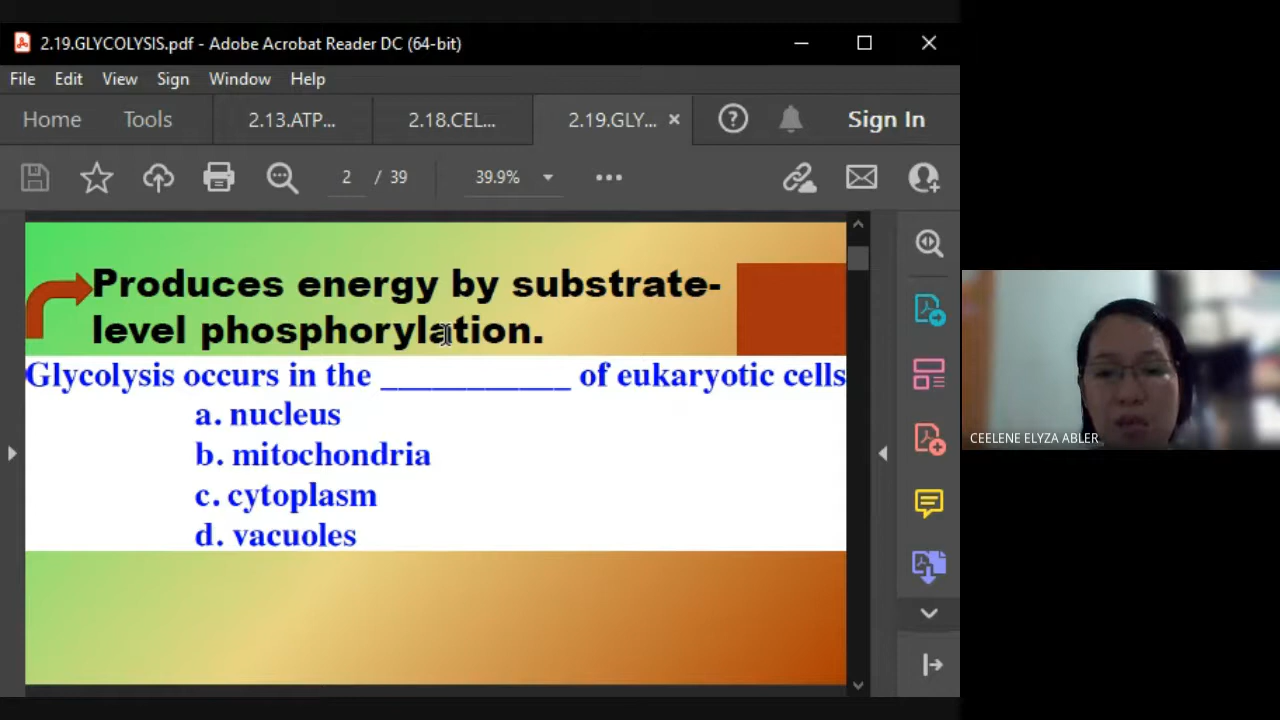 2.19.GLYCOLYSIS.pdf - Adobe Acrobat Reader DC (64-bit)
File Edit View Sign Window Help
Home Tools 2.13.ATP... 2.18.CEL... 2.19.GLY... Sign In
2 / 39 39.9%
Produces energy by substrate-
level phosphorylation.
Glycolysis occurs in the ___________ of eukaryotic cells
a. nucleus
b. mitochondria
c. cytoplasm
d. vacuoles
CEELENE ELYZA ABLER